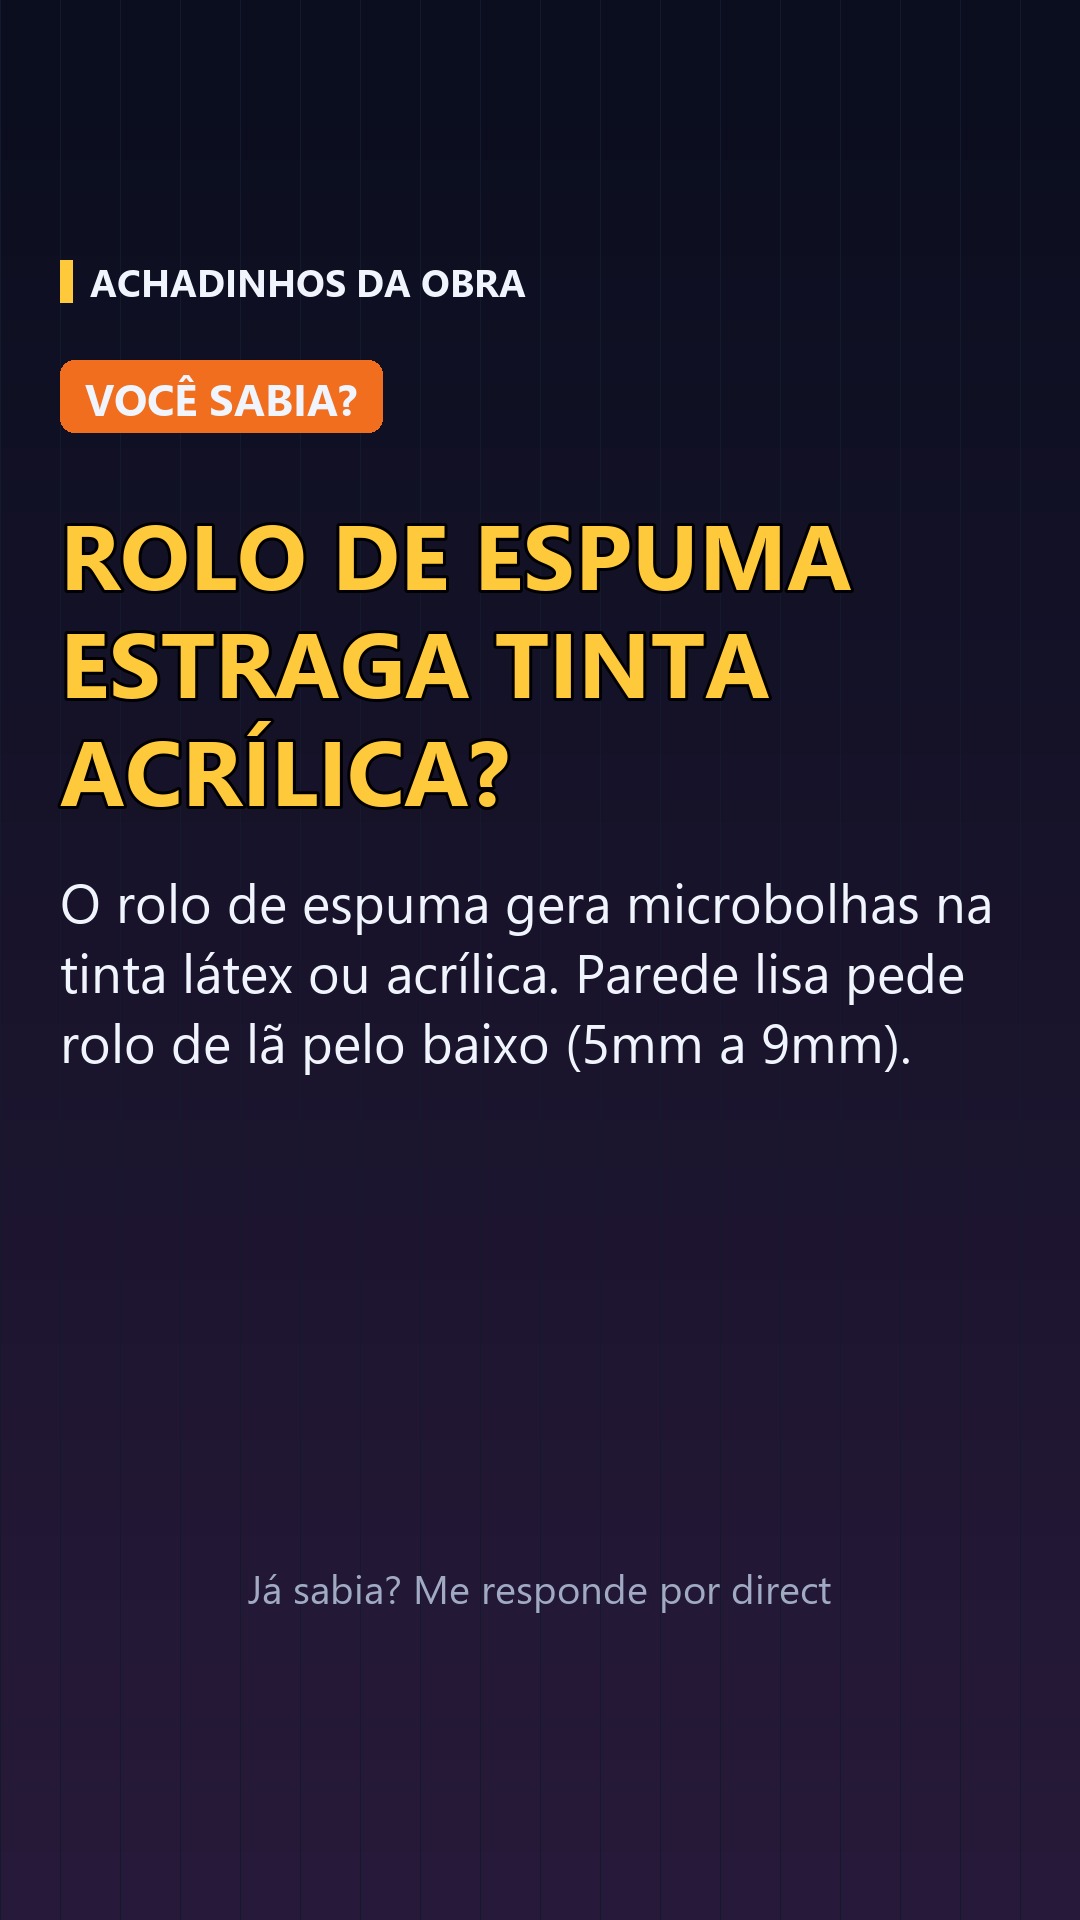 ACHADINHOS DA OBRA
VOCÊ SABIA?
ROLO DE ESPUMA
ESTRAGA TINTA
ACRÍLICA?
O rolo de espuma gera microbolhas na
tinta látex ou acrílica. Parede lisa pede
rolo de lã pelo baixo (5mm a 9mm).
Já sabia? Me responde por direct